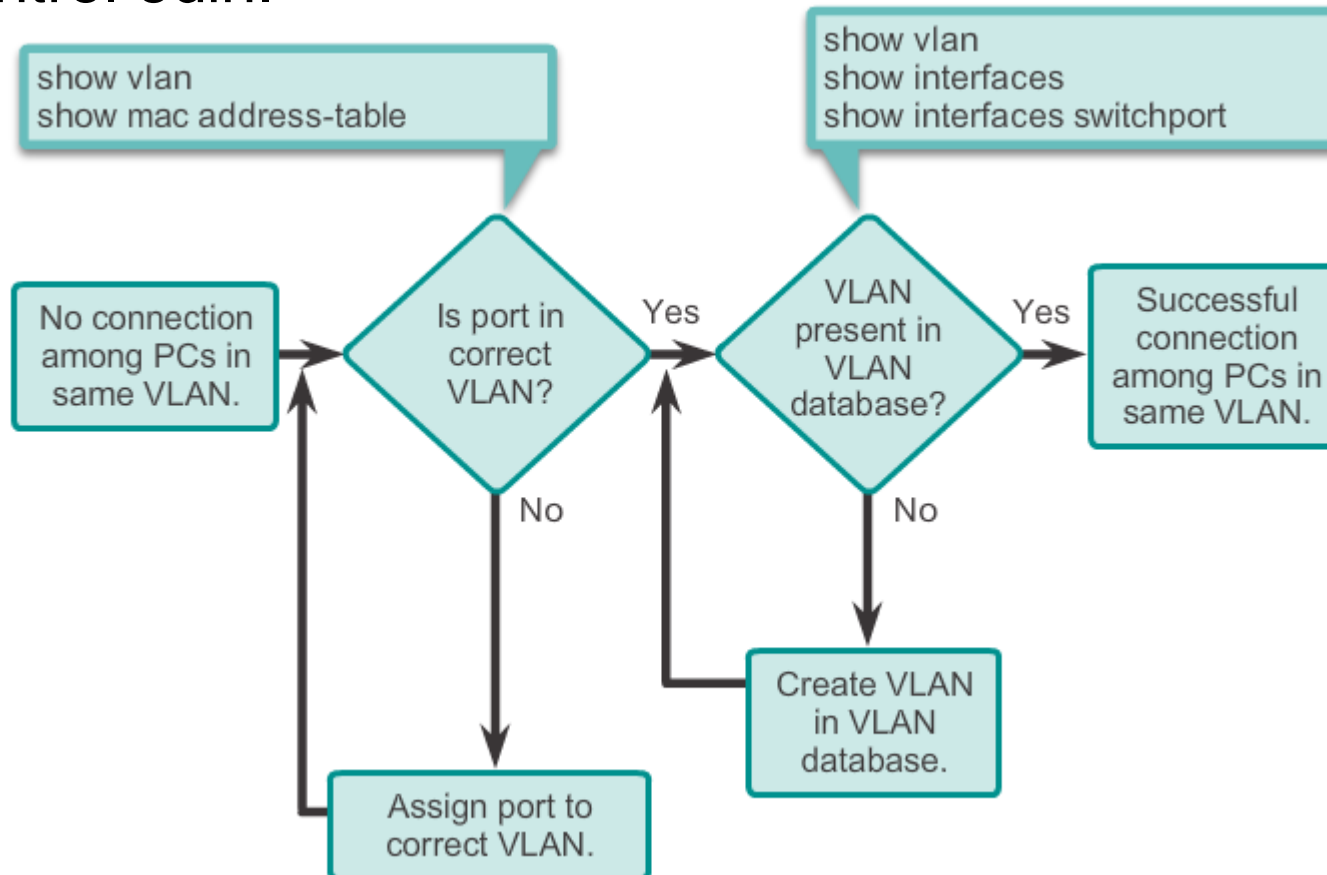 show vlan
show mac address-table
show vlan
show interfaces
show interfaces switchport
No connection
among PCs in
same VLAN.
Is port in
correct
VLAN?
Yes
VLAN
present in
VLAN
database?
Yes
Successful
connection
among PCs in
same VLAN.
No
No
Create VLAN
in VLAN
database.
Assign port to
correct VLAN.